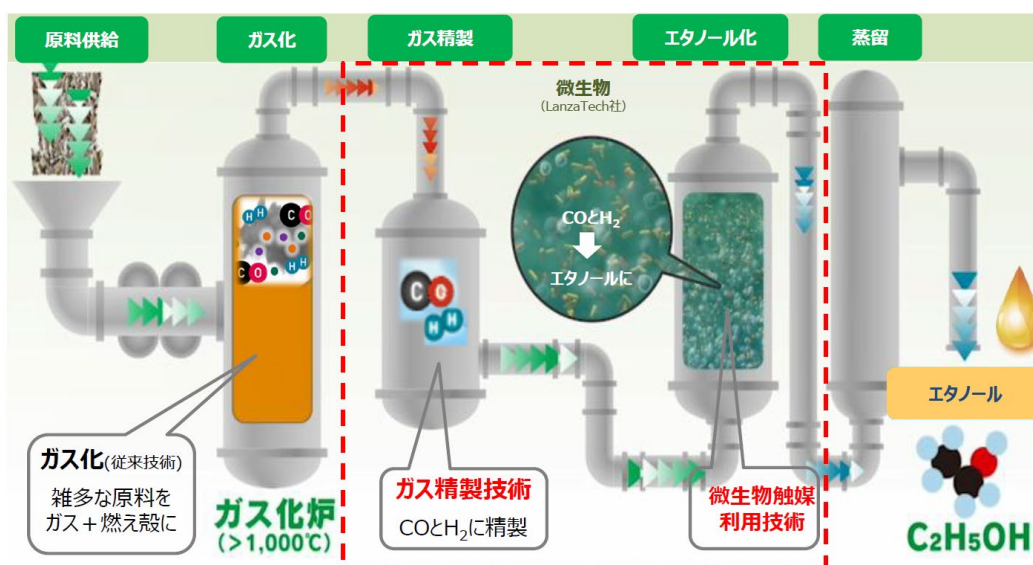 原料供給
ガス化
ガス精製
エタノール化
蒸留
微生物
(LanzaTech社)
H H C O
C O H H
C O
H H
COとH₂
エタノールに
エタノール
ガス化(従来技術)
雑多な原料を
ガス+燃え殻に
ガス化炉
(>1,000℃)
ガス精製技術
COとH₂に精製
微生物触媒
利用技術
C₂H₅OH